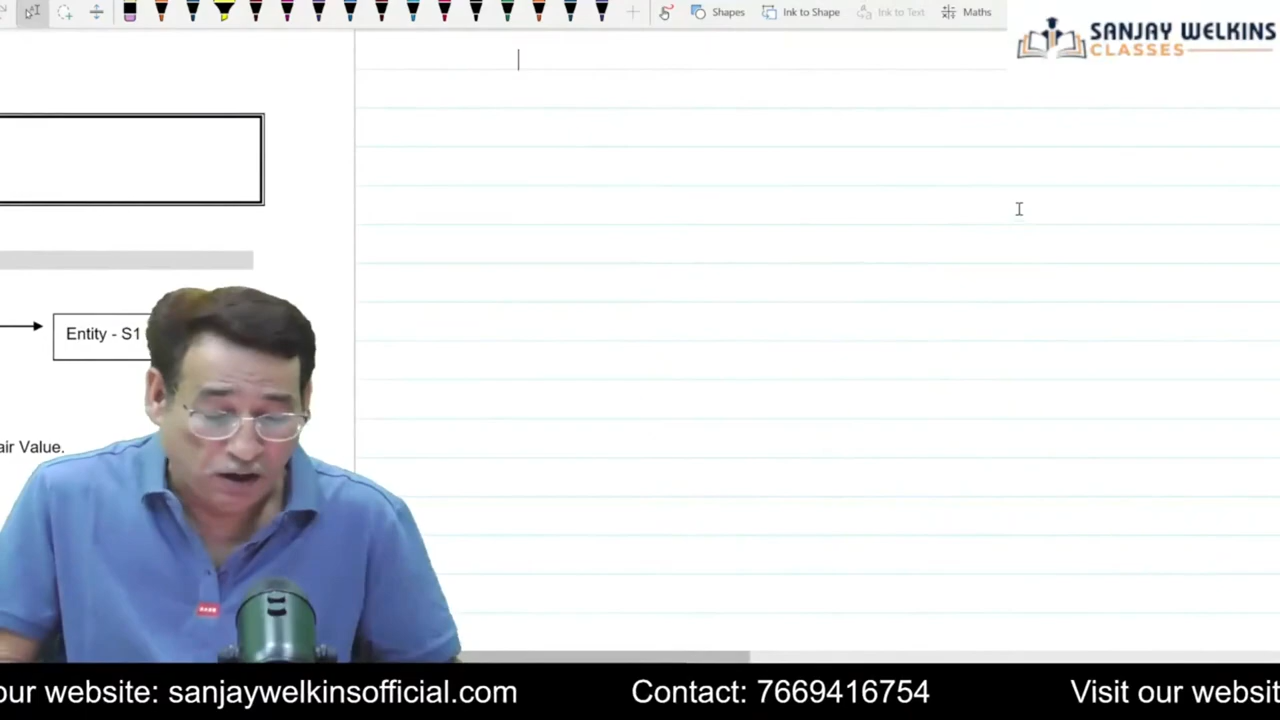 Shapes
Ink to Shape
Ink to Text
Maths
SANJAY WELKINS
CLASSES
Entity - S1
air Value.
our website: sanjaywelkinsofficial.com
Contact: 7669416754
Visit our websit